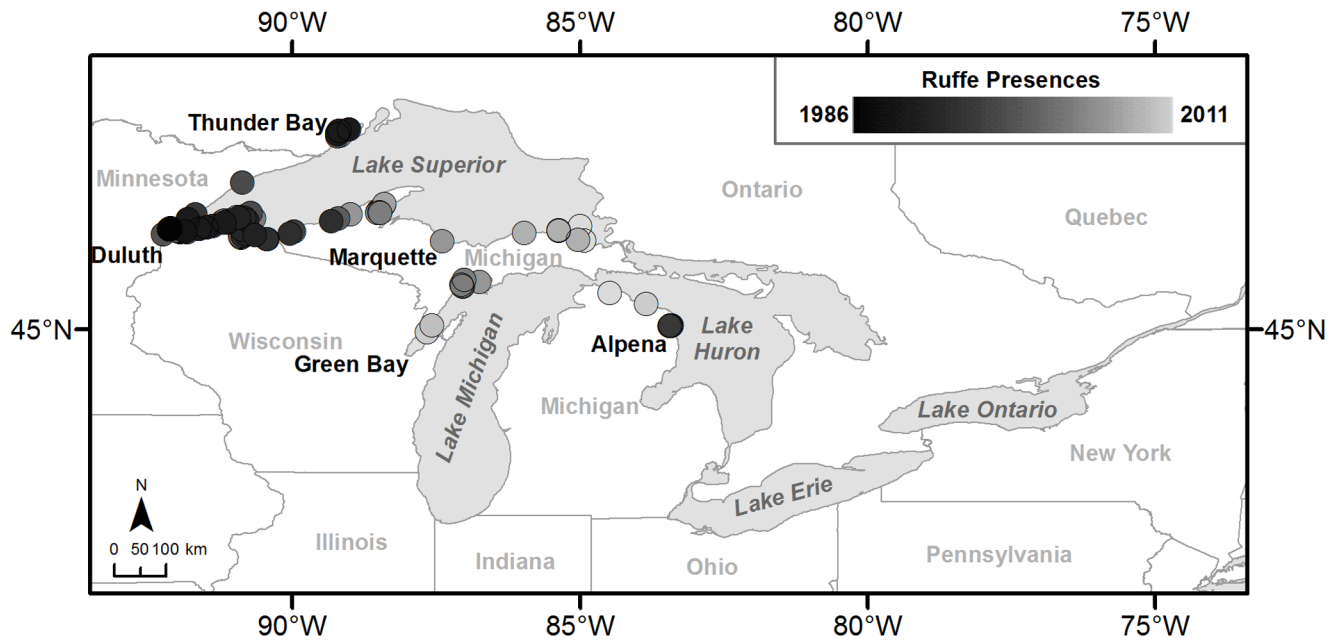 90°W 85°W 80°W 75°W
Ruffe Presences
1986 2011
Thunder Bay
Minnesota
Lake Superior
Ontario
Quebec
Duluth
Marquette
Michigan
45°N
Wisconsin
Green Bay
Alpena
Lake
Huron
45°N
Lake Michigan
Michigan
Lake Ontario
New York
Lake Erie
N
0 50 100 km
Illinois
Indiana
Ohio
Pennsylvania
90°W 85°W 80°W 75°W